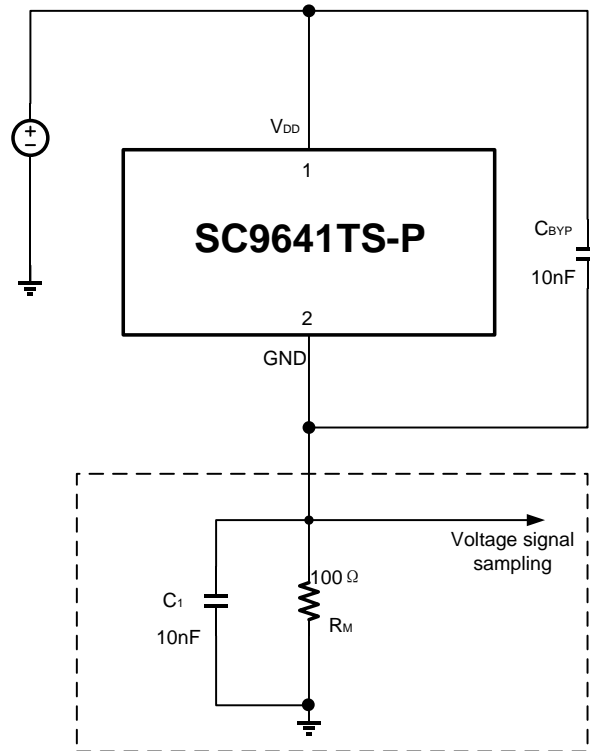 VDD
1
SC9641TS-P
CBYP
10nF
2
GND
Voltage signal
sampling
100 Ω
C1
RM
10nF